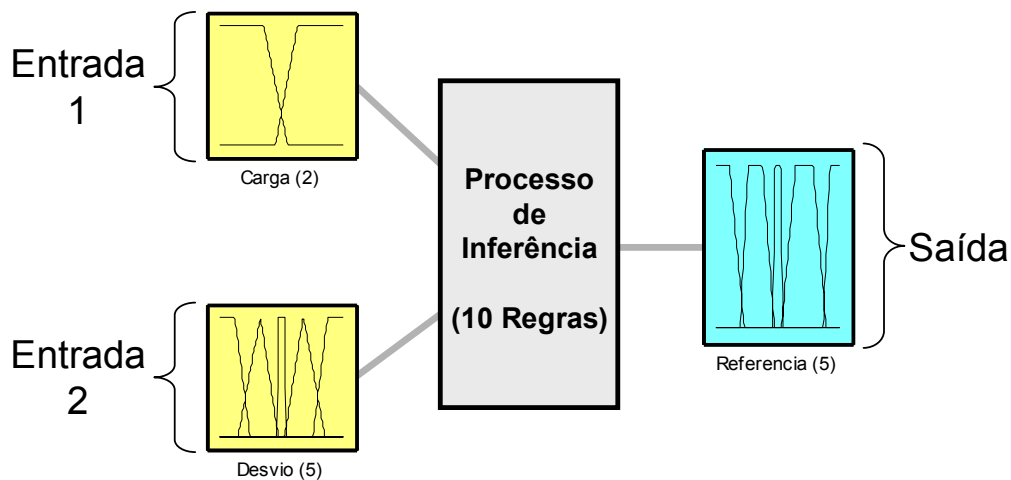 Entrada
1
Carga (2)
Entrada
2
Desvio (5)
Processo
de
Inferência
(10 Regras)
Referencia (5)
Saída